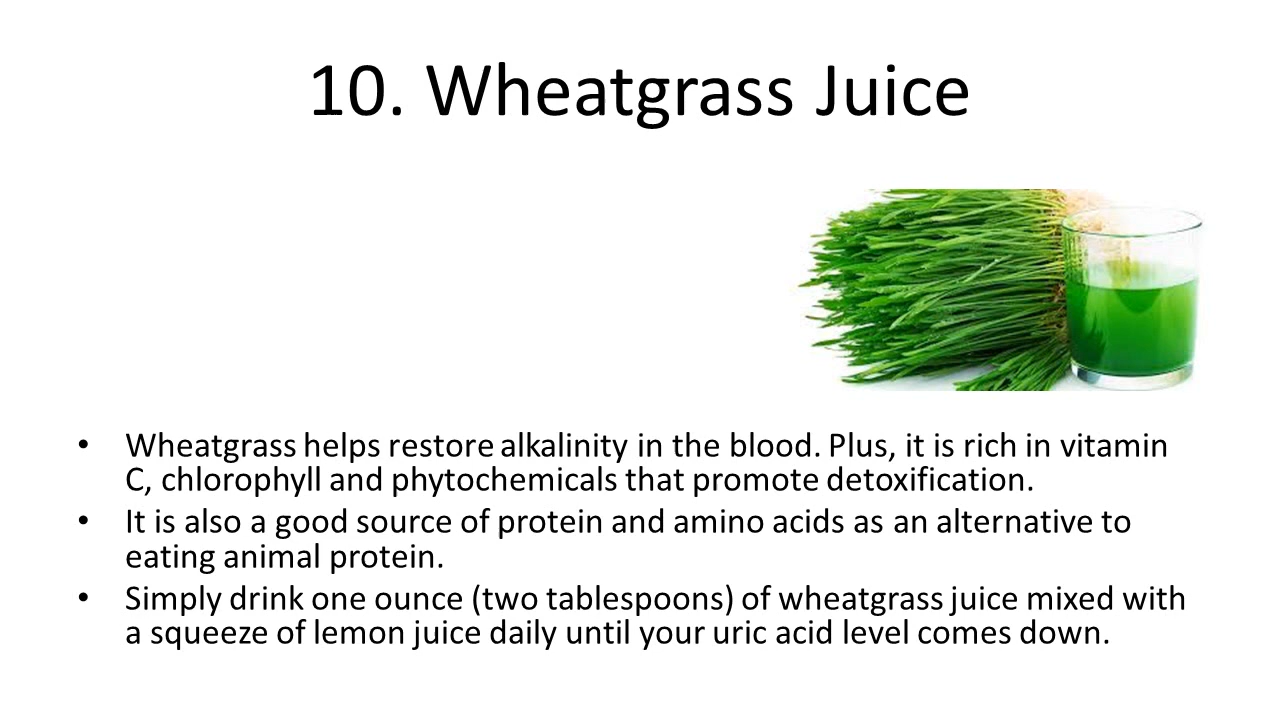 10. Wheatgrass Juice
• Wheatgrass helps restore alkalinity in the blood. Plus, it is rich in vitamin
C, chlorophyll and phytochemicals that promote detoxification.
• It is also a good source of protein and amino acids as an alternative to
eating animal protein.
• Simply drink one ounce (two tablespoons) of wheatgrass juice mixed with
a squeeze of lemon juice daily until your uric acid level comes down.